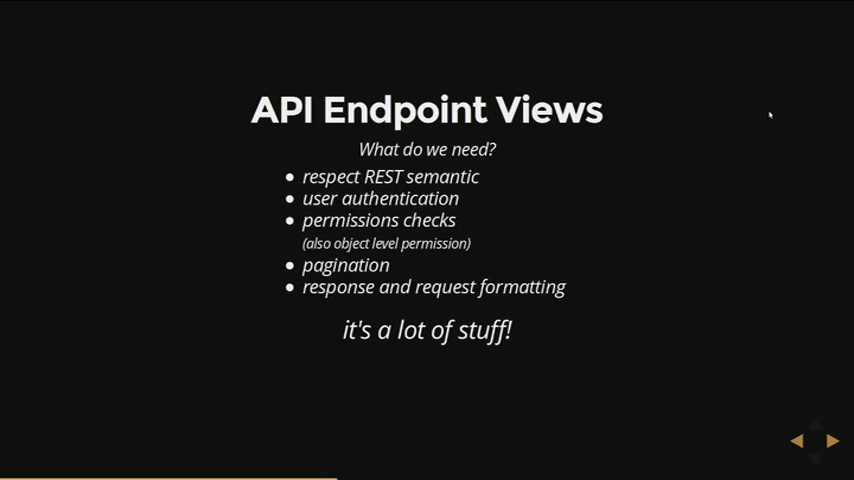 API Endpoint Views
What do we need?
respect REST semantic
user authentication
permissions checks
(also object level permission)
pagination
response and request formatting
it's a lot of stuff!